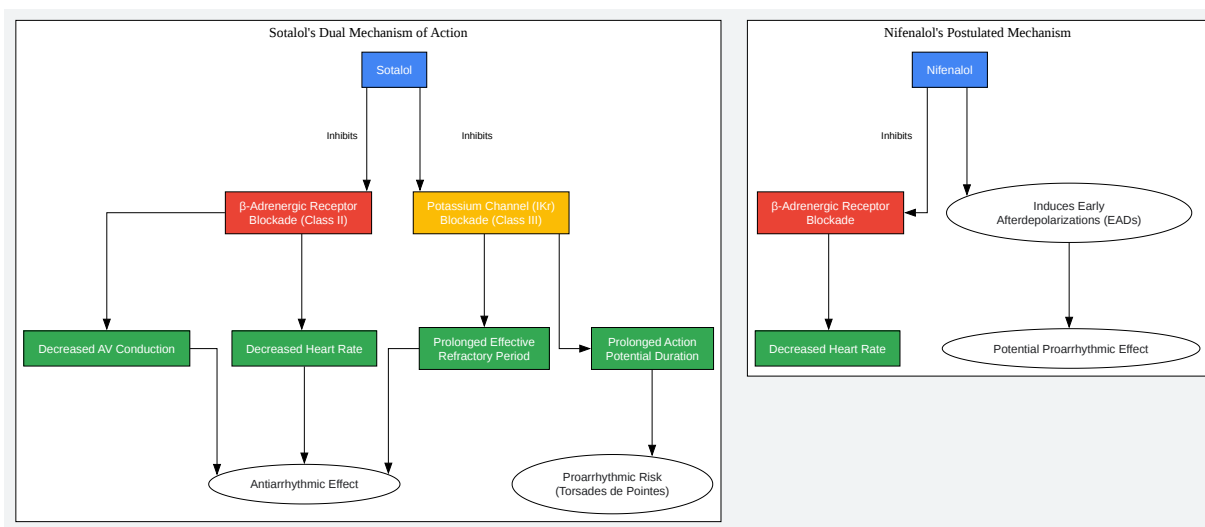 Sotalol's Dual Mechanism of Action
Sotalol
Inhibits
Inhibits
β-Adrenergic Receptor
Blockade (Class II)
Potassium Channel (IKr)
Blockade (Class III)
Decreased AV Conduction
Decreased Heart Rate
Prolonged Effective
Refractory Period
Prolonged Action
Potential Duration
Antiarrhythmic Effect
Proarrhythmic Risk
(Torsades de Pointes)
Nifenalol's Postulated Mechanism
Nifenalol
Inhibits
β-Adrenergic Receptor
Blockade
Induces Early
Afterdepolarizations (EADs)
Decreased Heart Rate
Potential Proarrhythmic Effect